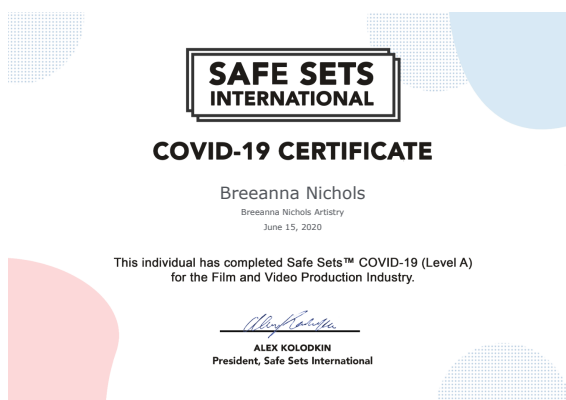 SAFE SETS
INTERNATIONAL
COVID-19 CERTIFICATE
Breeanna Nichols
Breeanna Nichols Artistry
June 15, 2020
This individual has completed Safe Sets™ COVID-19 (Level A)
for the Film and Video Production Industry.
ALEX KOLODKIN
President, Safe Sets International